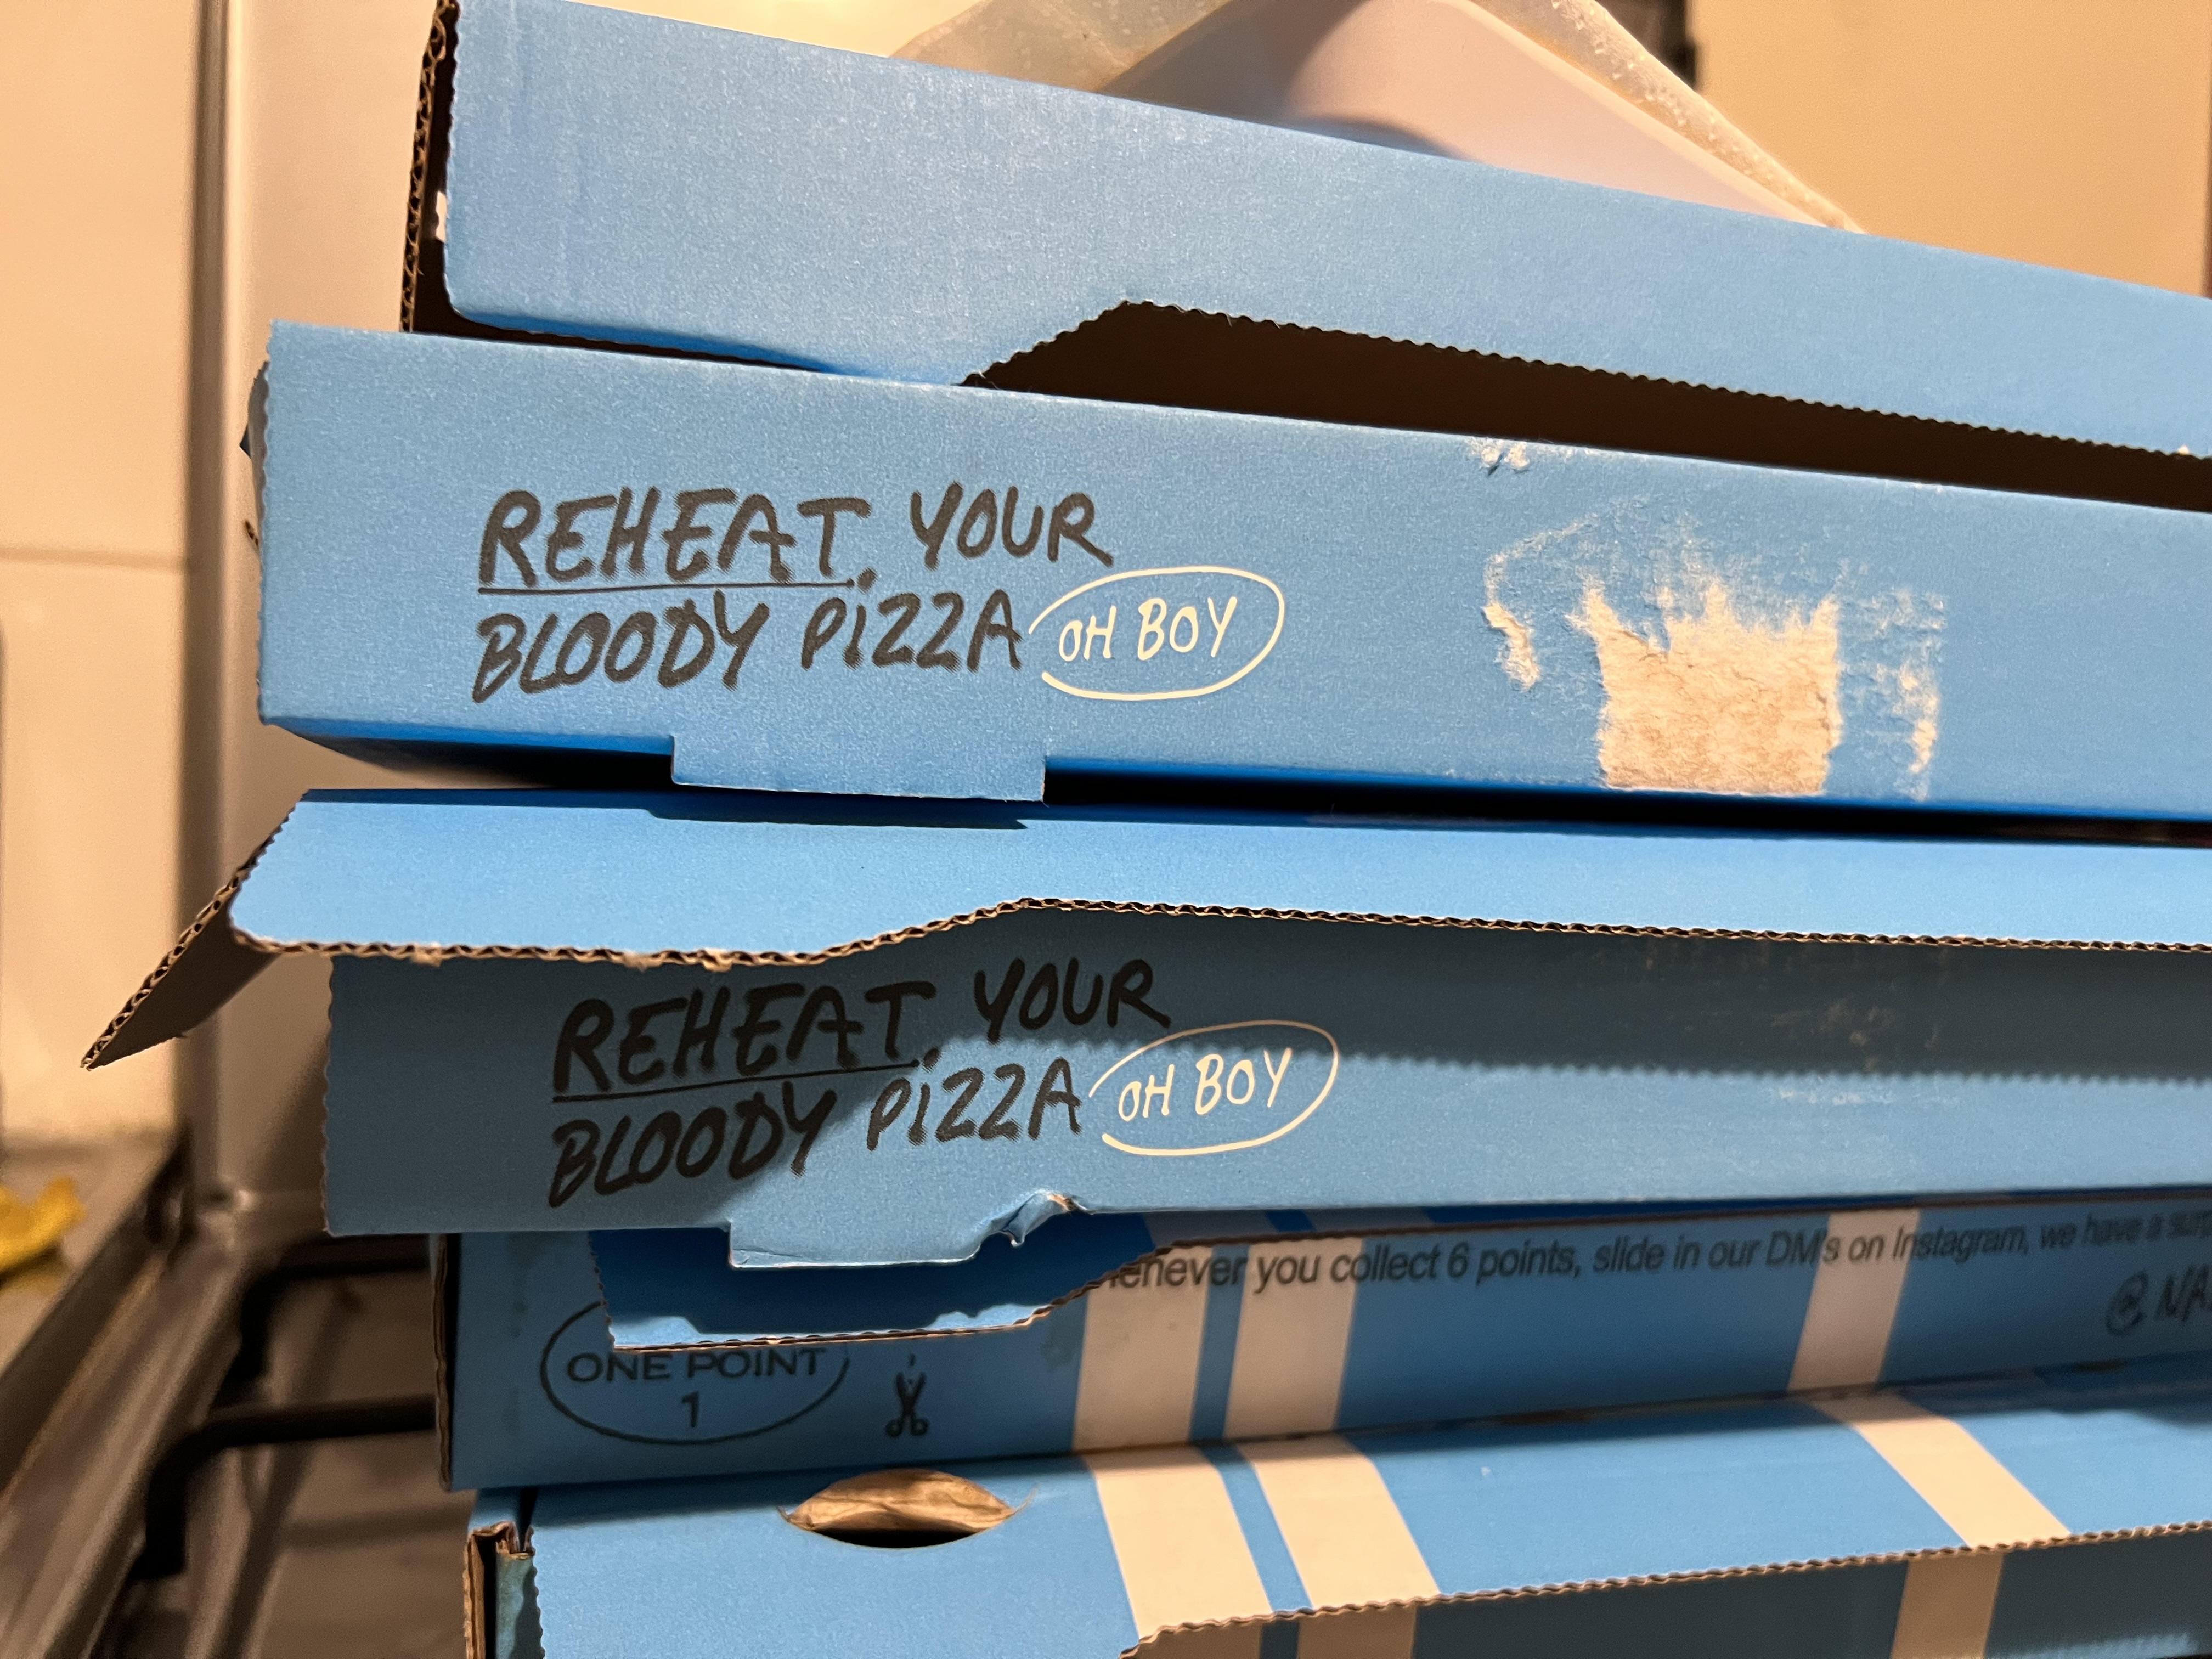 REHEAT. YOUR
BLOODY PiZZA OH BOY
REHEAT. YOUR
BLOODY PiZZA OH BOY
you collect 6 points, slide in our DM's on Instagram, we have a
ONE POINT
1